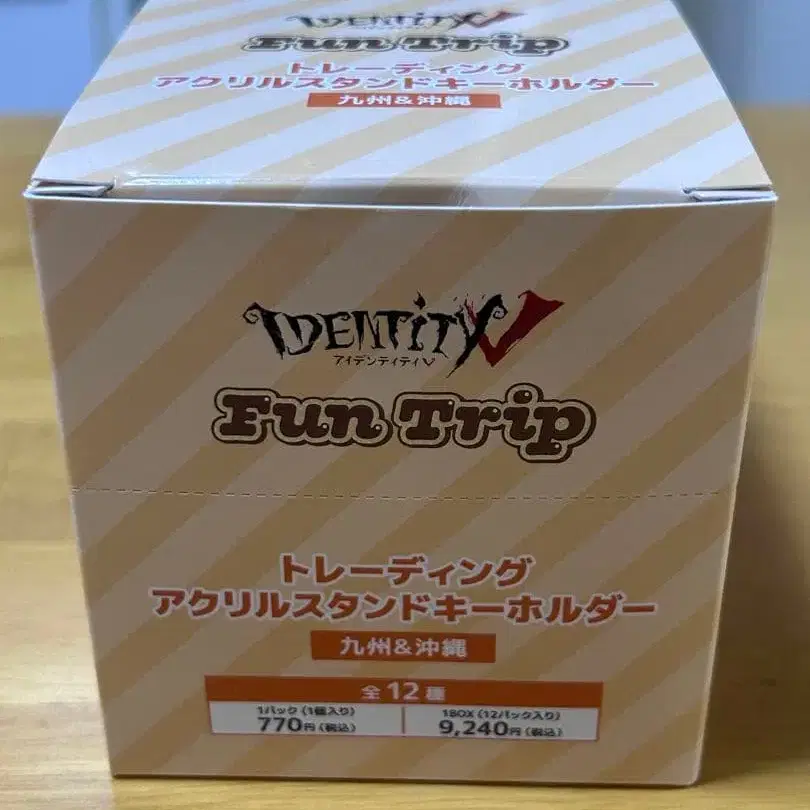 IDENTITY V
Fun Trip
トレーディング
アクリルスタンドキーホルダー
九州&沖縄
IDENTITY V
アイデンティティV
Fun Trip
トレーディング
アクリルスタンドキーホルダー
九州&沖縄
全12種
1パック(1個入り) 1BOX(12パック入り)
770円(税込) 9,240円(税込)